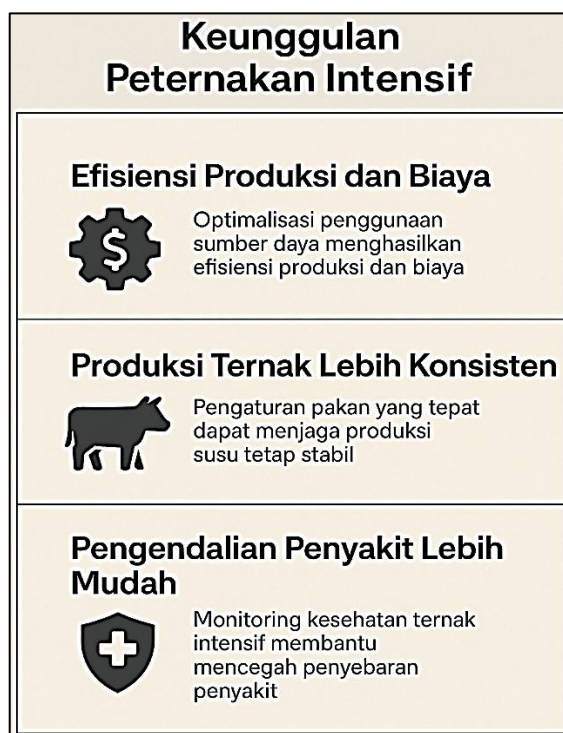 Keunggulan
Peternakan Intensif
Efisiensi Produksi dan Biaya
$
Optimalisasi penggunaan
sumber daya menghasilkan
efisiensi produksi dan biaya
Produksi Ternak Lebih Konsisten
Pengaturan pakan yang tepat
dapat menjaga produksi
susu tetap stabil
Pengendalian Penyakit Lebih
Mudah
Monitoring kesehatan ternak
intensif membantu
mencegah penyebaran
penyakit